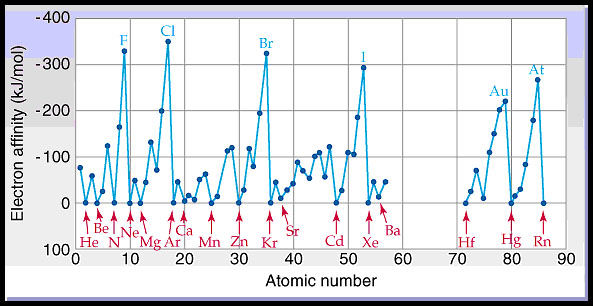 Electron affinity (kJ/mol)
-400
-300
-200
-100
0
100
F
Cl
Br
I
Au
At
He
Be
N
Ne
Mg
Ar
Ca
Mn
Zn
Kr
Sr
Cd
Xe
Ba
Hf
Hg
Rn
0 10 20 30 40 50 60 70 80 90
Atomic number